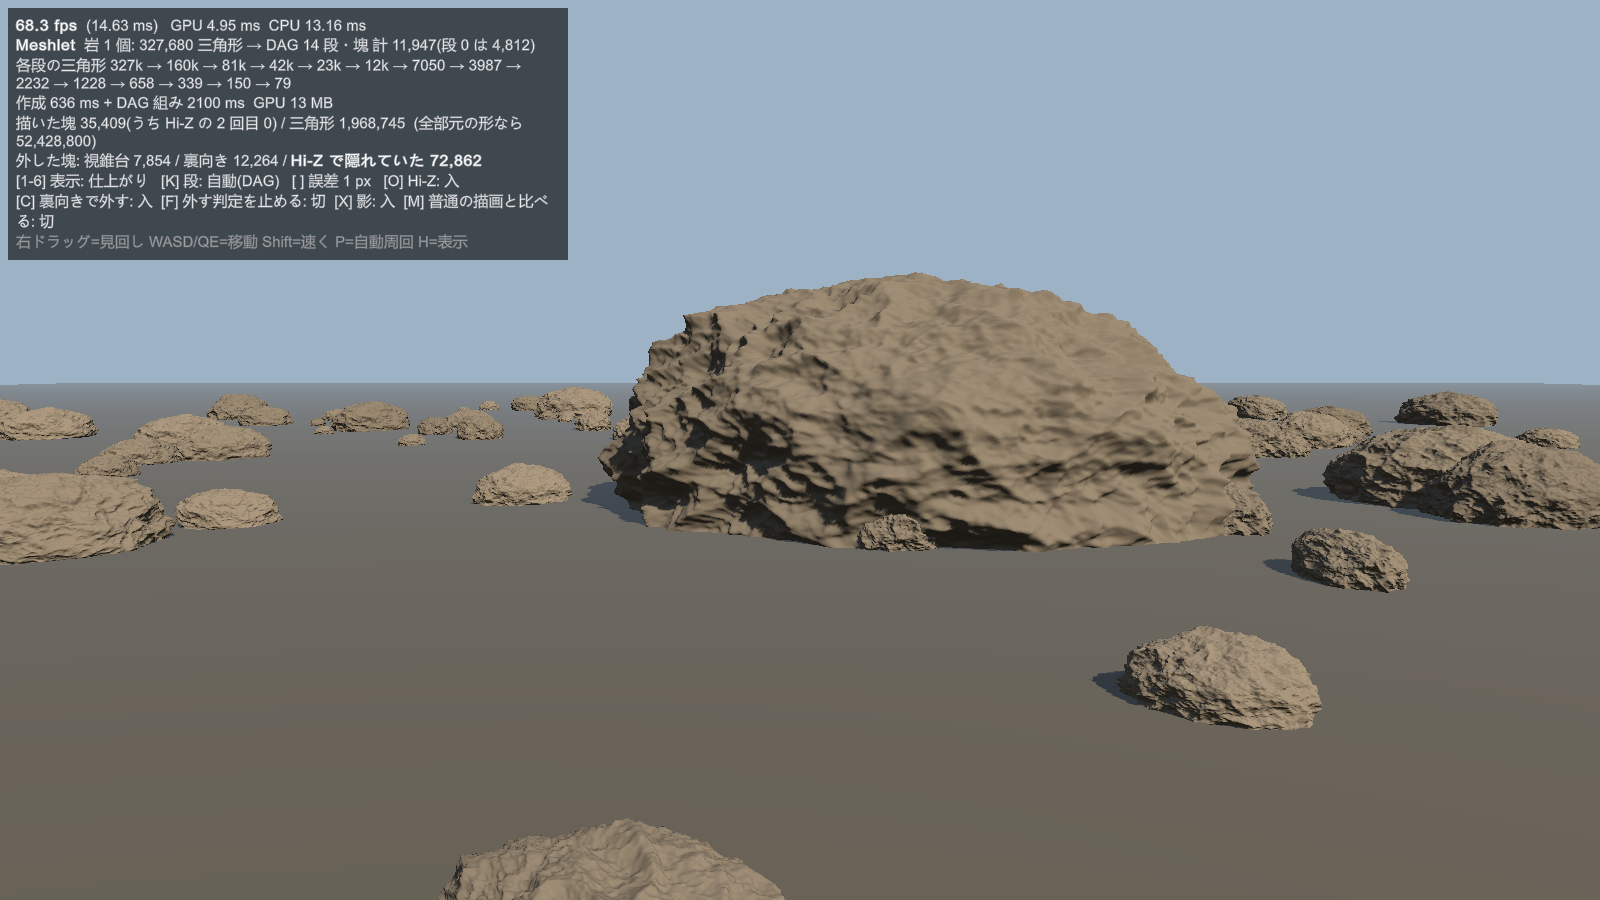 68.3 fps (14.63 ms) GPU 4.95 ms CPU 13.16 ms
Meshlet 岩 1 個: 327,680 三角形 → DAG 14 段・塊 計 11,947(段 0 は 4,812)
各段の三角形 327k → 160k → 81k → 42k → 23k → 12k → 7050 → 3987 →
2232 → 1228 → 658 → 339 → 150 → 79
作成 636 ms + DAG 組み 2100 ms GPU 13 MB
描いた塊 35,409(うち Hi-Z の 2 回目 0) / 三角形 1,968,745 (全部元の形なら
52,428,800)
外した塊: 視錐台 7,854 / 裏向き 12,264 / Hi-Z で隠れていた 72,862
[1-6] 表示: 仕上がり [K] 段: 自動(DAG) [ ] 誤差 1 px [O] Hi-Z: 入
[C] 裏向きで外す: 入 [F] 外す判定を止める: 切 [X] 影: 入 [M] 普通の描画と比べ
る: 切
右ドラッグ=見回し WASD/QE=移動 Shift=速く P=自動周回 H=表示